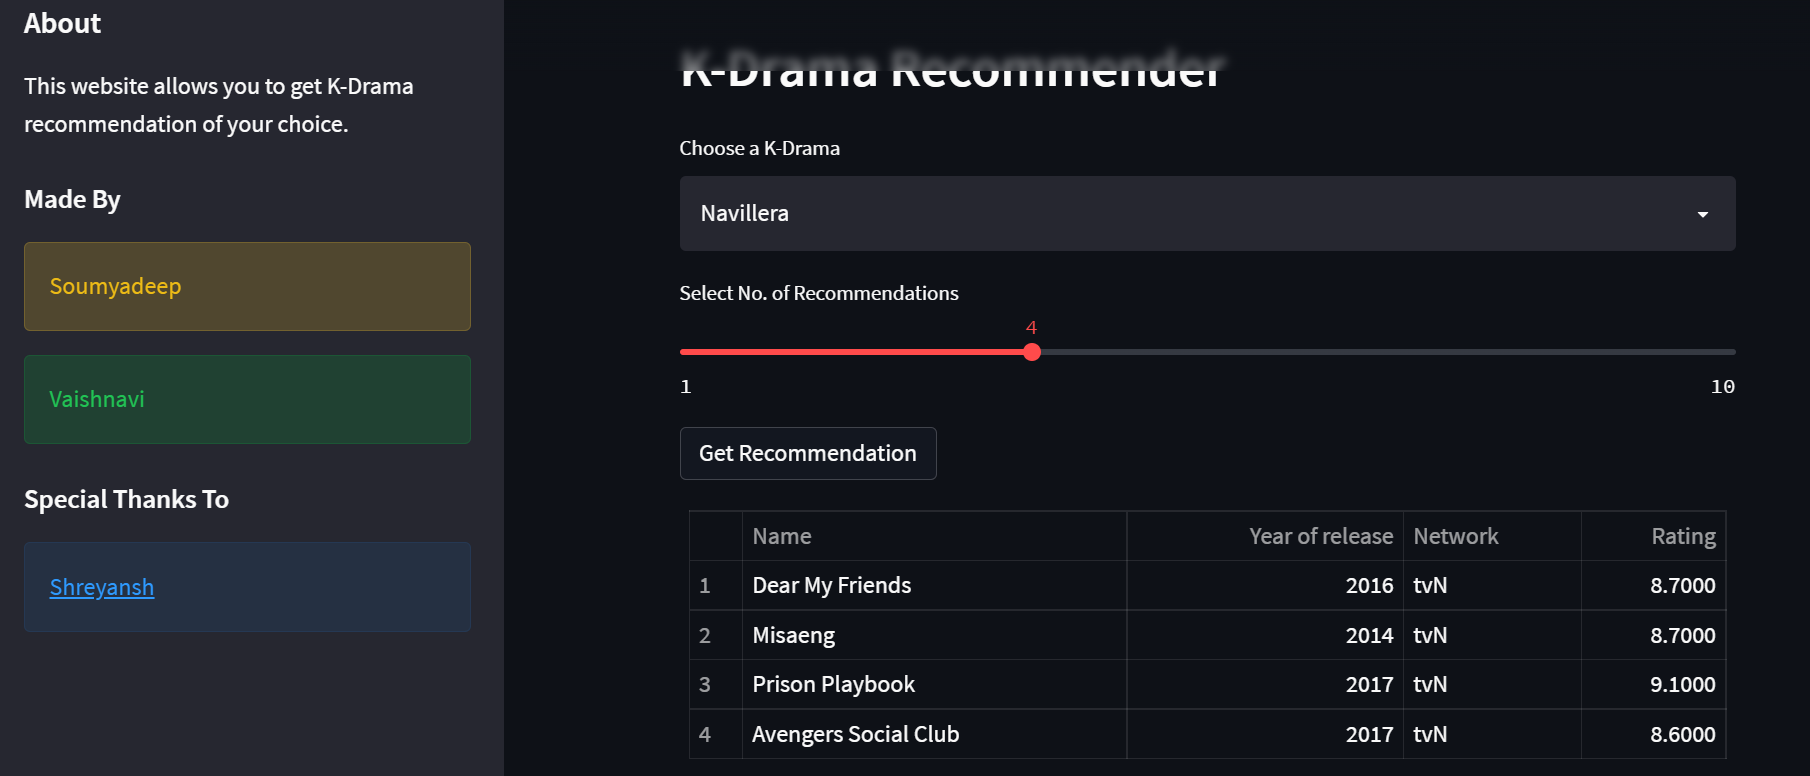 About
This website allows you to get K-Drama
recommendation of your choice.
Made By
Soumyadeep
Vaishnavi
Special Thanks To
Shreyansh
K-Drama Recommender
Choose a K-Drama
Navillera
Select No. of Recommendations
4
1 10
Get Recommendation
Name Year of release Network Rating
1 Dear My Friends 2016 tvN 8.7000
2 Misaeng 2014 tvN 8.7000
3 Prison Playbook 2017 tvN 9.1000
4 Avengers Social Club 2017 tvN 8.6000